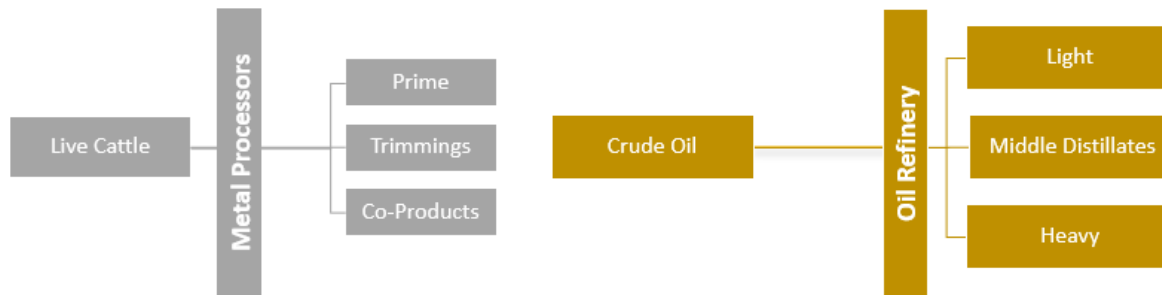 Live Cattle
Metal Processors
Prime
Trimmings
Co-Products
Crude Oil
Oil Refinery
Light
Middle Distillates
Heavy